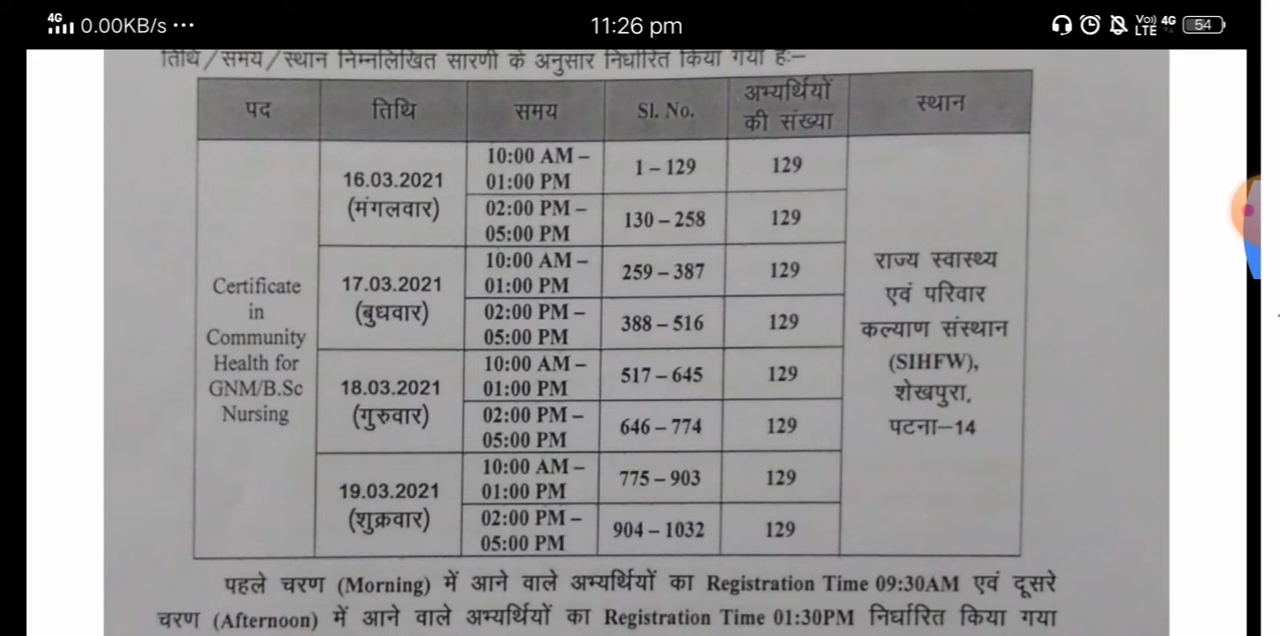 4G 0.00KB/s ··· 11:26 pm Vo) LTE 4G 54
तिथि/समय/स्थान निम्नलिखित सारणी के अनुसार निर्धारित किया गया है:–
पद तिथि समय Sl. No. अभ्यर्थियों की संख्या स्थान
Certificate
in
Community
Health for
GNM/B.Sc
Nursing
16.03.2021
(मंगलवार)
10:00 AM –
01:00 PM
1 – 129 129
02:00 PM –
05:00 PM
130 – 258 129
17.03.2021
(बुधवार)
10:00 AM –
01:00 PM
259 – 387 129
02:00 PM –
05:00 PM
388 – 516 129
18.03.2021
(गुरुवार)
10:00 AM –
01:00 PM
517 – 645 129
02:00 PM –
05:00 PM
646 – 774 129
19.03.2021
(शुक्रवार)
10:00 AM –
01:00 PM
775 – 903 129
02:00 PM –
05:00 PM
904 – 1032 129
राज्य स्वास्थ्य
एवं परिवार
कल्याण संस्थान
(SIHFW),
शेखपुरा,
पटना–14
पहले चरण (Morning) में आने वाले अभ्यर्थियों का Registration Time 09:30AM एवं दूसरे
चरण (Afternoon) में आने वाले अभ्यर्थियों का Registration Time 01:30PM निर्धारित किया गया